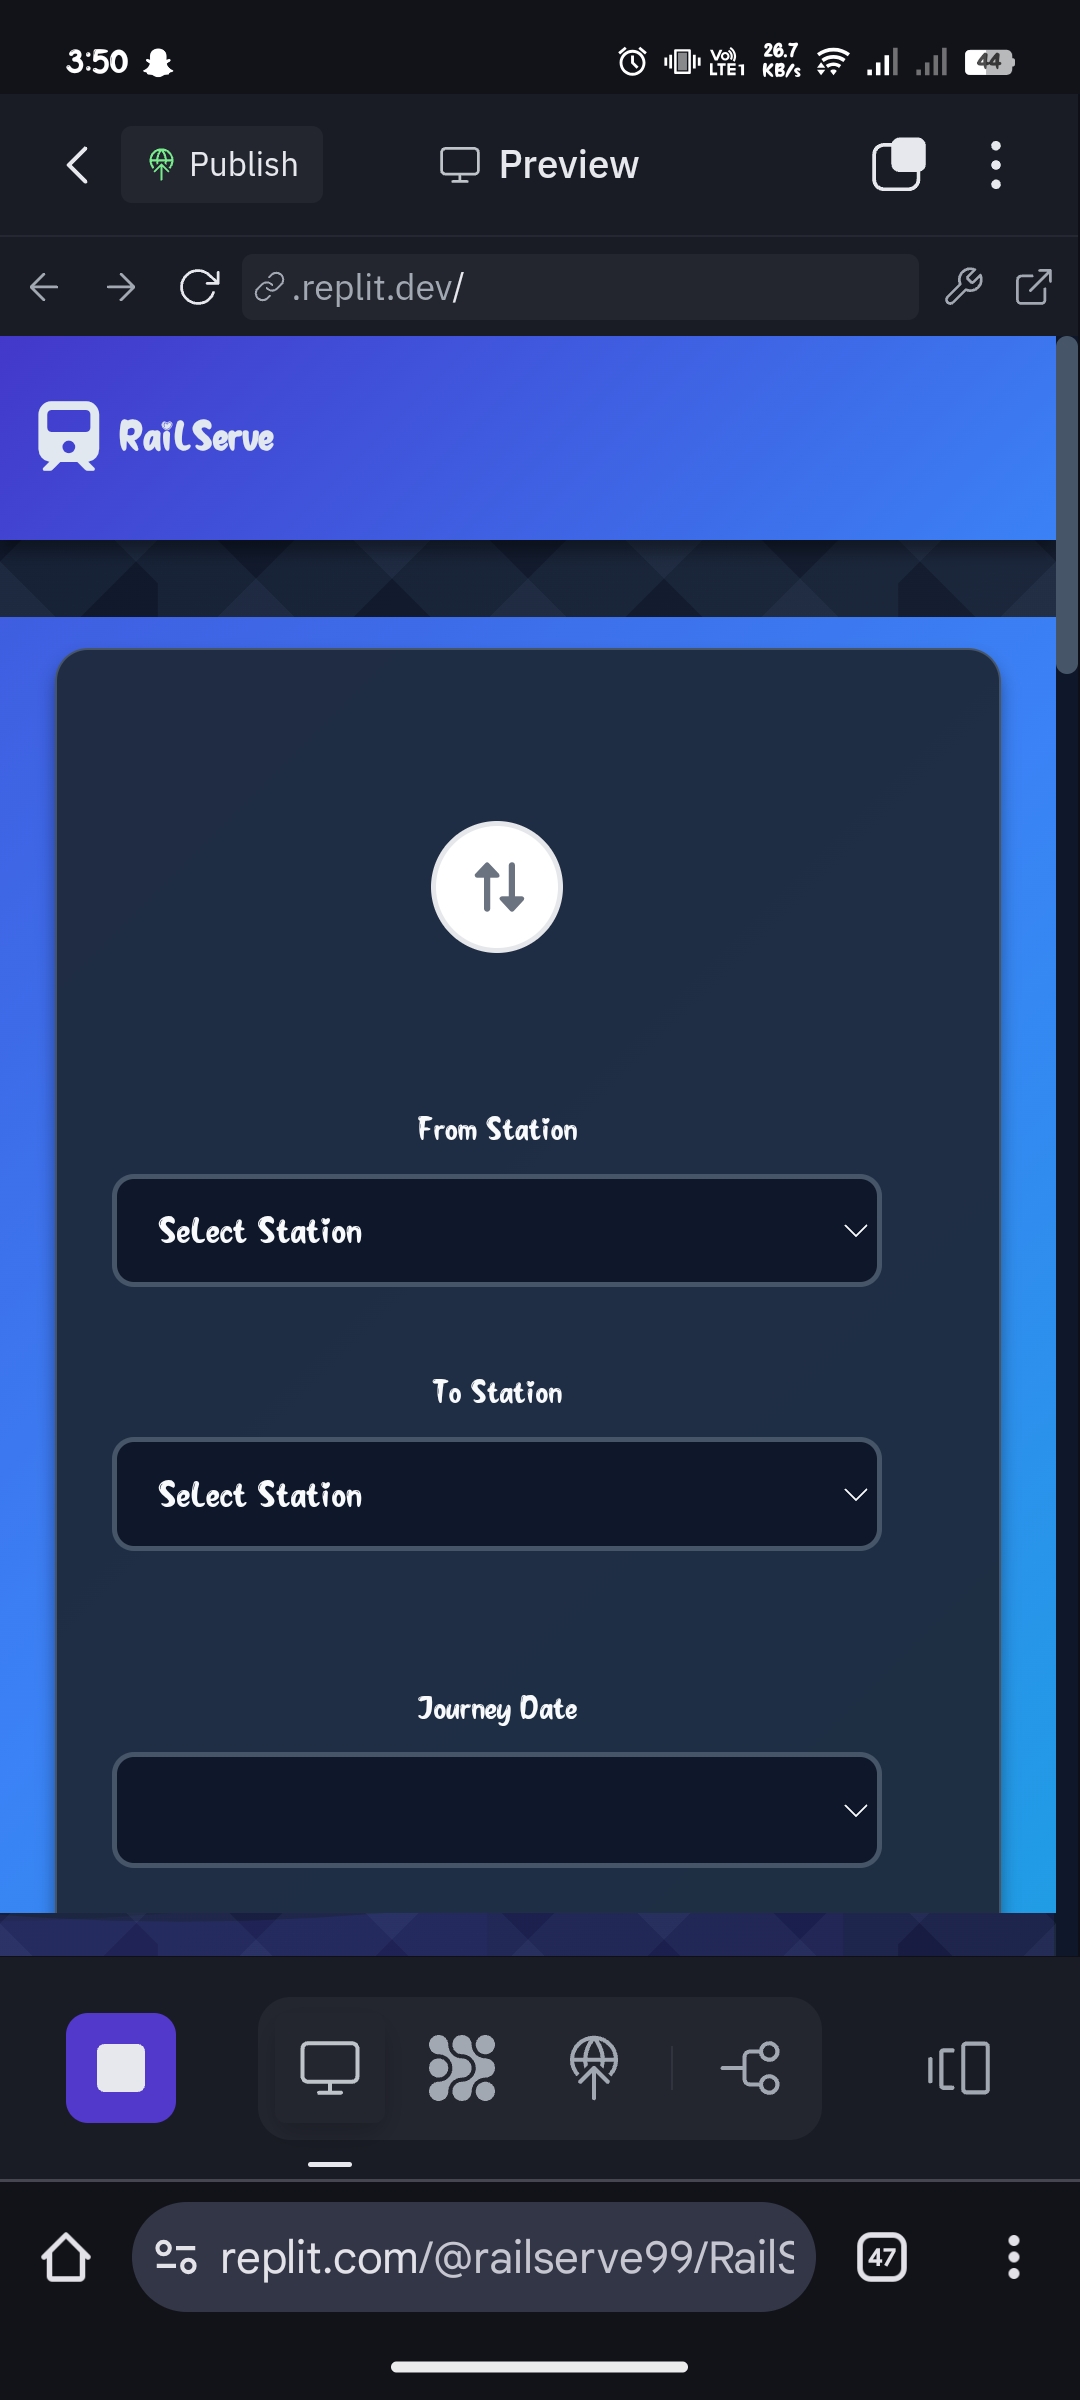 3:50
Vo)) LTE1
26.7 KB/s
44
Publish
Preview
.replit.dev/
RailServe
From Station
Select Station
To Station
Select Station
Journey Date
replit.com/@railserve99/Rails
47